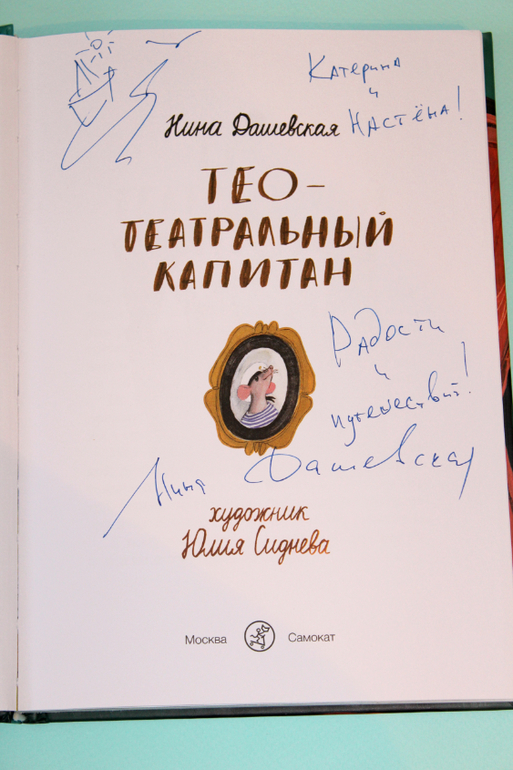 Катерина
и
Настёна!
Нина Дашевская
ТЕО-
ТЕАТРАЛЬНЫЙ
КАПИТАН
Радости
и
путешествий!
Нина Дашевская
художник
Юлия Сиднева
Москва Самокат